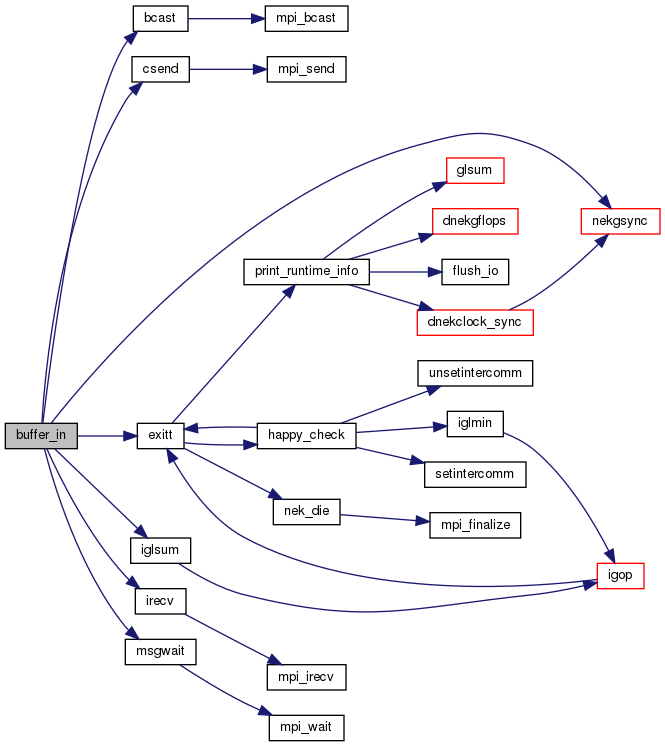 bcast
mpi_bcast
csend
mpi_send
glsum
dnekgflops
nekgsync
print_runtime_info
flush_io
dnekclock_sync
unsetintercomm
iglmin
buffer_in
exitt
happy_check
setintercomm
nek_die
mpi_finalize
iglsum
igop
irecv
msgwait
mpi_irecv
mpi_wait